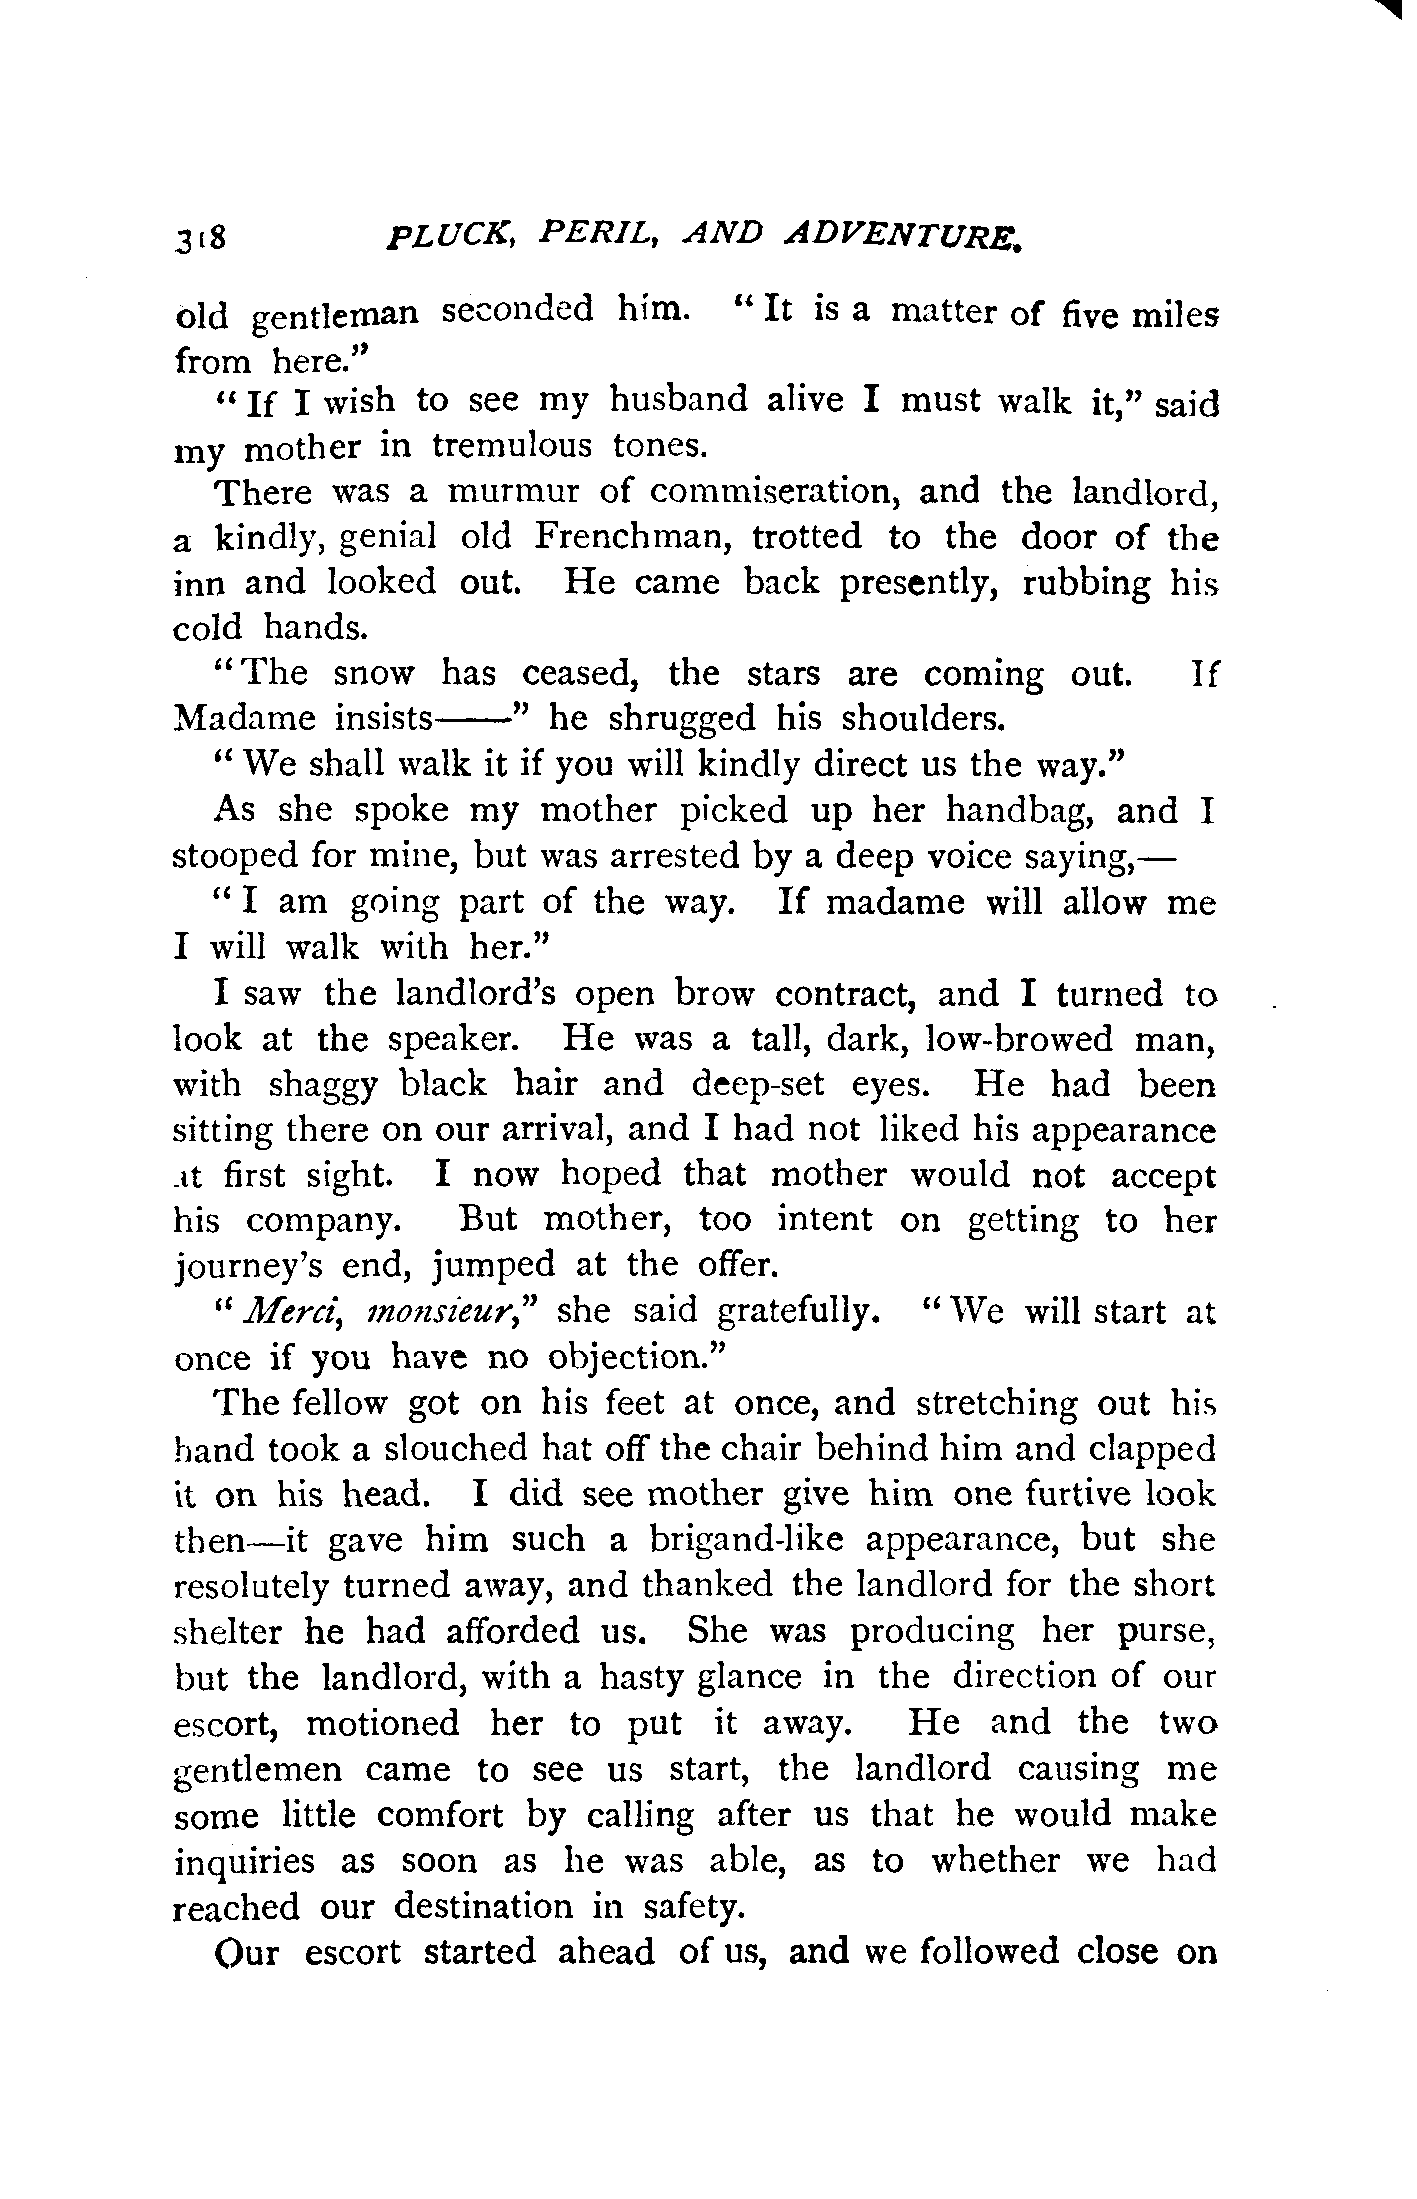 318 PLUCK, PERIL, AND ADVENTURE.
old gentleman seconded him. "It is a matter of five miles
from here."
"If I wish to see my husband alive I must walk it," said
my mother in tremulous tones.
There was a murmur of commiseration, and the landlord,
a kindly, genial old Frenchman, trotted to the door of the
inn and looked out. He came back presently, rubbing his
cold hands.
"The snow has ceased, the stars are coming out. If
Madame insists——" he shrugged his shoulders.
"We shall walk it if you will kindly direct us the way."
As she spoke my mother picked up her handbag, and I
stooped for mine, but was arrested by a deep voice saying,—
"I am going part of the way. If madame will allow me
I will walk with her."
I saw the landlord's open brow contract, and I turned to
look at the speaker. He was a tall, dark, low-browed man,
with shaggy black hair and deep-set eyes. He had been
sitting there on our arrival, and I had not liked his appearance
at first sight. I now hoped that mother would not accept
his company. But mother, too intent on getting to her
journey's end, jumped at the offer.
"Merci, monsieur," she said gratefully. "We will start at
once if you have no objection."
The fellow got on his feet at once, and stretching out his
hand took a slouched hat off the chair behind him and clapped
it on his head. I did see mother give him one furtive look
then—it gave him such a brigand-like appearance, but she
resolutely turned away, and thanked the landlord for the short
shelter he had afforded us. She was producing her purse,
but the landlord, with a hasty glance in the direction of our
escort, motioned her to put it away. He and the two
gentlemen came to see us start, the landlord causing me
some little comfort by calling after us that he would make
inquiries as soon as he was able, as to whether we had
reached our destination in safety.
Our escort started ahead of us, and we followed close on